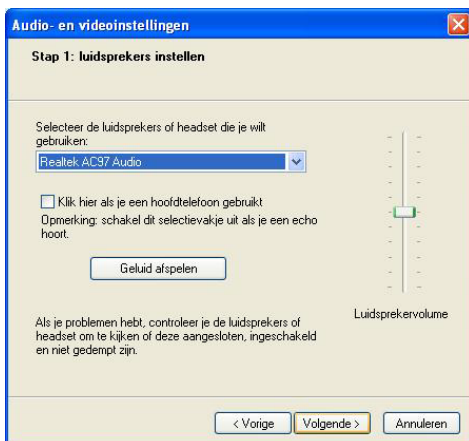 Audio- en videoinstellingen
Stap 1: luidsprekers instellen
Selecteer de luidsprekers of headset die je wilt
gebruiken:
Realtek AC97 Audio
Klik hier als je een hoofdtelefoon gebruikt
Opmerking: schakel dit selectievakje uit als je een echo
hoort.
Geluid afspelen
Luidsprekervolume
Als je problemen hebt, controleer je de luidsprekers of
headset om te kijken of deze aangesloten, ingeschakeld
en niet gedempt zijn.
< Vorige
Volgende >
Annuleren